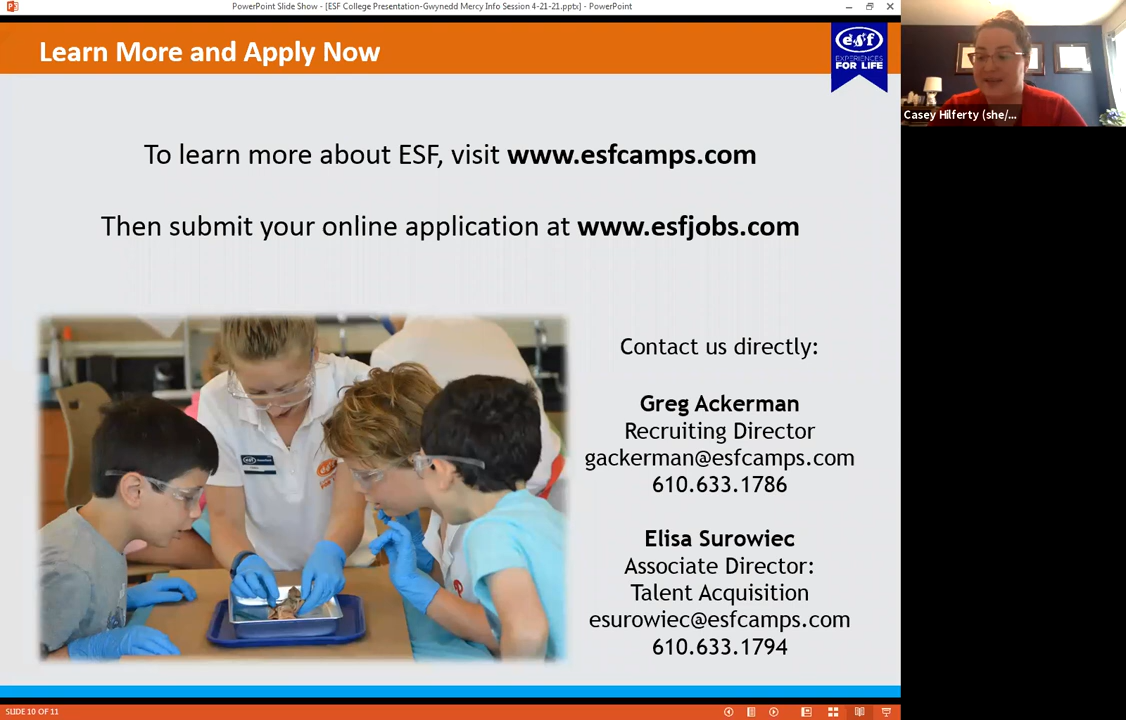 PowerPoint Slide Show - [ESF College Presentation-Gwynedd Mercy Info Session 4-21-21.pptx] - PowerPoint
Learn More and Apply Now
esf
EXPERIENCES
FOR LIFE
Casey Hilferty (she/...
To learn more about ESF, visit www.esfcamps.com
Then submit your online application at www.esfjobs.com
Contact us directly:
Greg Ackerman
Recruiting Director
gackerman@esfcamps.com
610.633.1786
Elisa Surowiec
Associate Director:
Talent Acquisition
esurowiec@esfcamps.com
610.633.1794
esf
SLIDE 10 OF 11